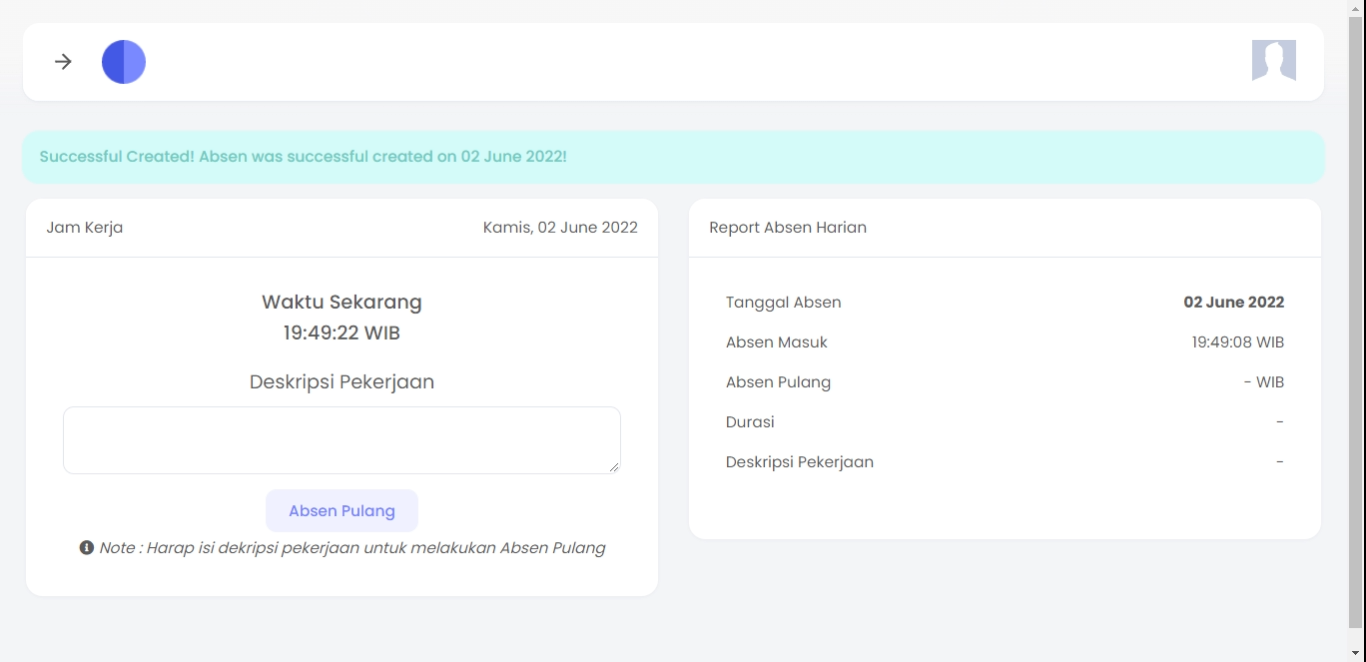 Successful Created! Absen was successful created on 02 June 2022!
Jam Kerja
Kamis, 02 June 2022
Waktu Sekarang
19:49:22 WIB
Deskripsi Pekerjaan
Absen Pulang
Note : Harap isi dekripsi pekerjaan untuk melakukan Absen Pulang
Report Absen Harian
Tanggal Absen 02 June 2022
Absen Masuk 19:49:08 WIB
Absen Pulang - WIB
Durasi -
Deskripsi Pekerjaan -